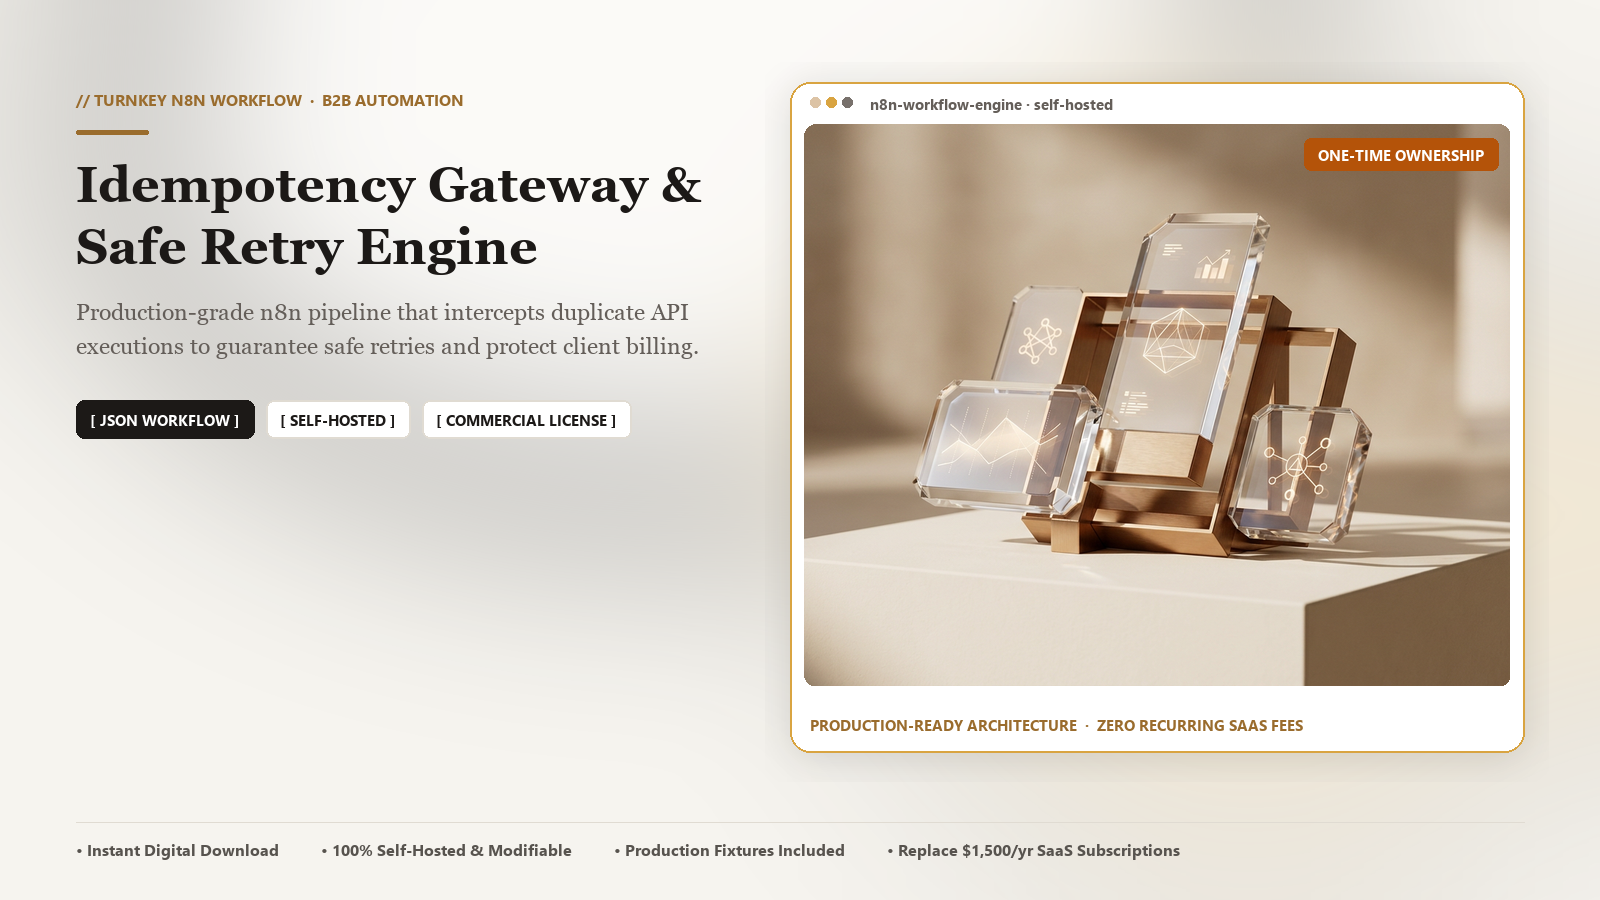 // TURNKEY N8N WORKFLOW · B2B AUTOMATION
Idempotency Gateway &
Safe Retry Engine
Production-grade n8n pipeline that intercepts duplicate API
executions to guarantee safe retries and protect client billing.
[ JSON WORKFLOW ] [ SELF-HOSTED ] [ COMMERCIAL LICENSE ]
n8n-workflow-engine · self-hosted
ONE-TIME OWNERSHIP
PRODUCTION-READY ARCHITECTURE · ZERO RECURRING SAAS FEES
• Instant Digital Download • 100% Self-Hosted & Modifiable • Production Fixtures Included • Replace $1,500/yr SaaS Subscriptions